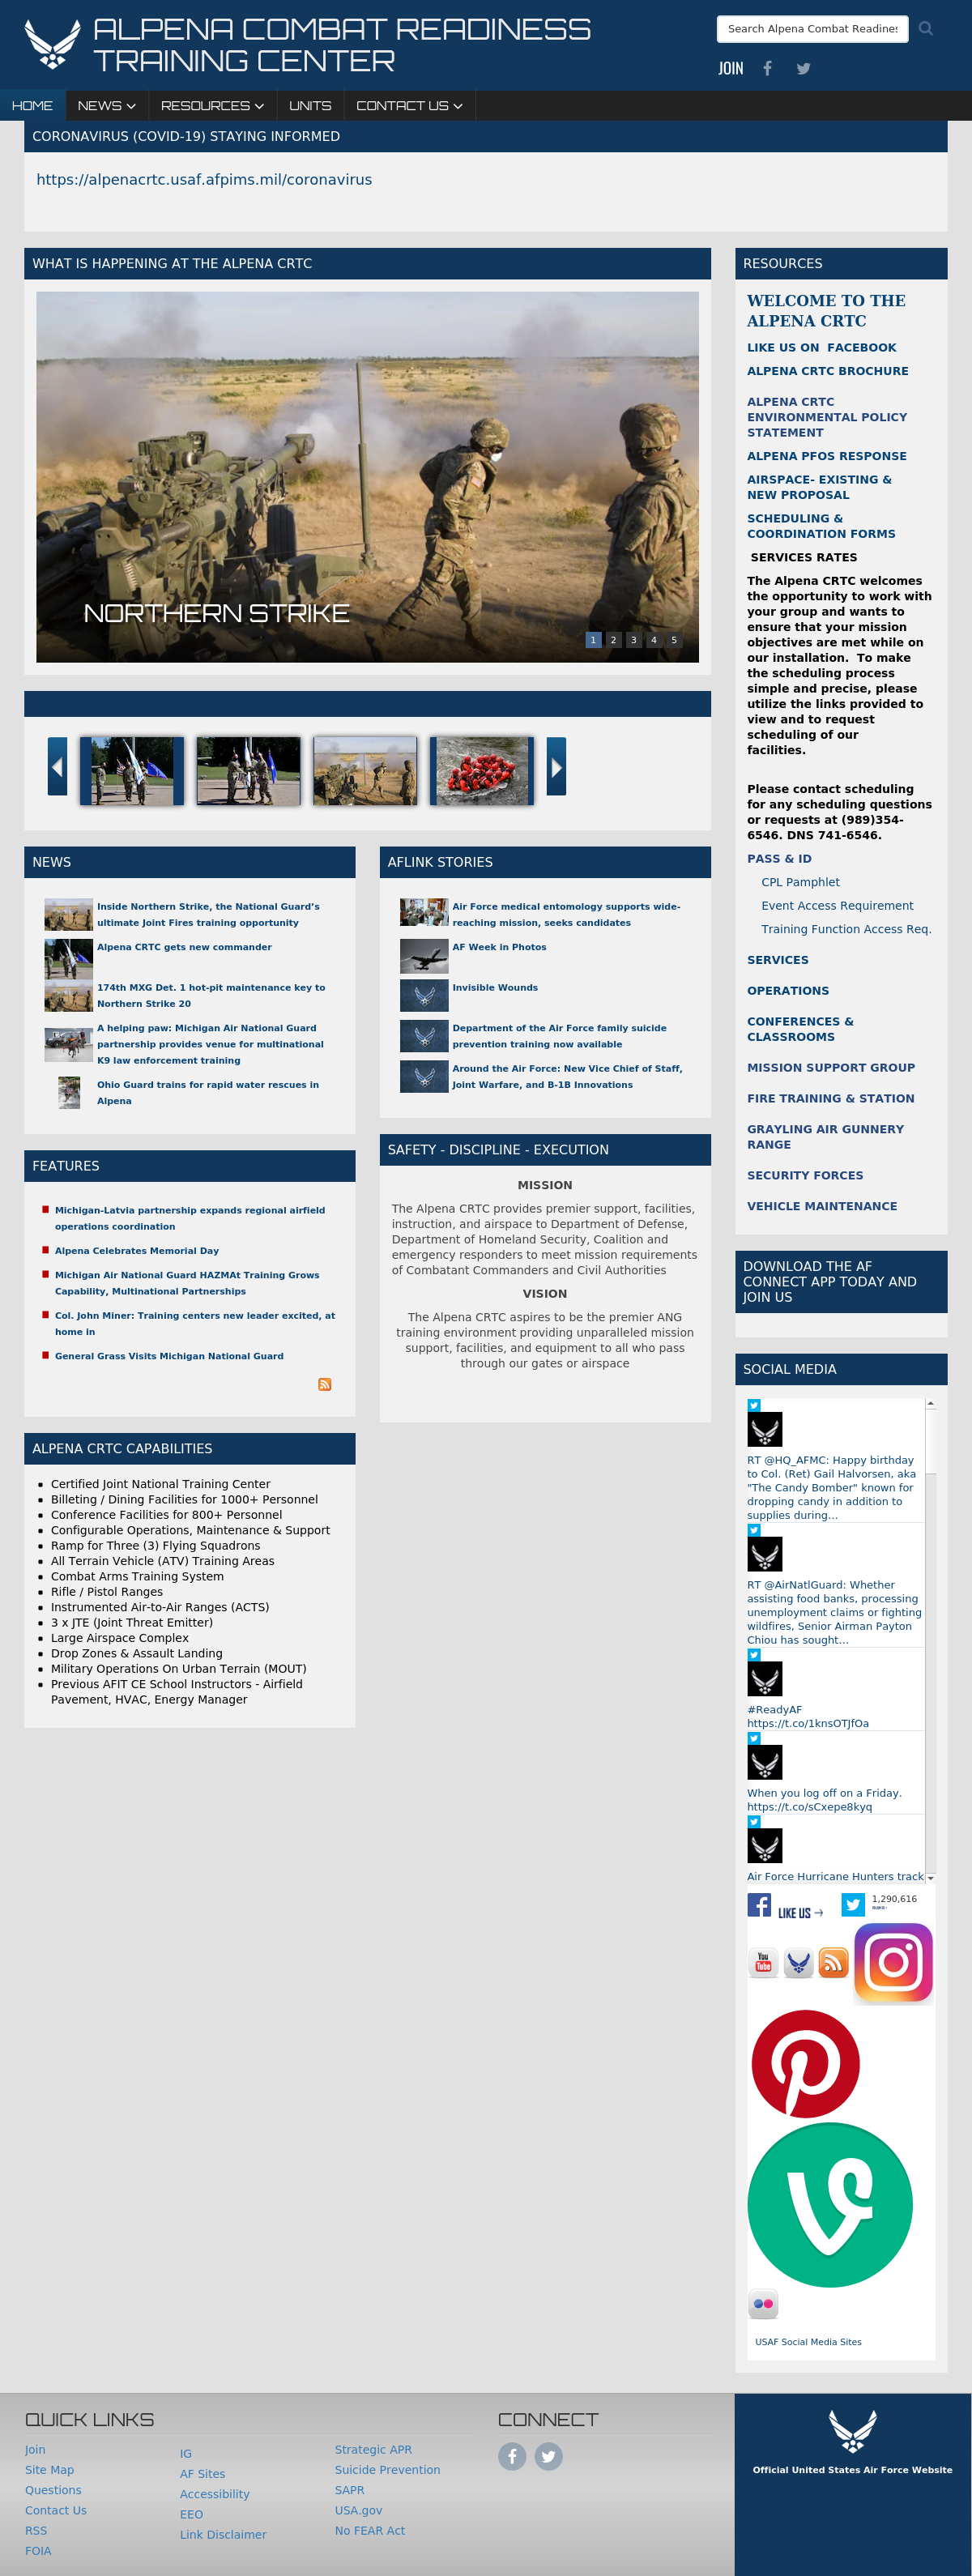 ALPENA COMBAT READINESS
TRAINING CENTER
Search Alpena Combat Readines
JOIN
HOME
NEWS
RESOURCES
UNITS
CONTACT US
CORONAVIRUS (COVID-19) STAYING INFORMED
https://alpenacrtc.usaf.afpims.mil/coronavirus
WHAT IS HAPPENING AT THE ALPENA CRTC
NORTHERN STRIKE
1 2 3 4 5
NEWS
Inside Northern Strike, the National Guard's
ultimate Joint Fires training opportunity
Alpena CRTC gets new commander
174th MXG Det. 1 hot-pit maintenance key to
Northern Strike 20
A helping paw: Michigan Air National Guard
partnership provides venue for multinational
K9 law enforcement training
Ohio Guard trains for rapid water rescues in
Alpena
FEATURES
Michigan-Latvia partnership expands regional airfield
operations coordination
Alpena Celebrates Memorial Day
Michigan Air National Guard HAZMAt Training Grows
Capability, Multinational Partnerships
Col. John Miner: Training centers new leader excited, at
home in
General Grass Visits Michigan National Guard
ALPENA CRTC CAPABILITIES
Certified Joint National Training Center
Billeting / Dining Facilities for 1000+ Personnel
Conference Facilities for 800+ Personnel
Configurable Operations, Maintenance & Support
Ramp for Three (3) Flying Squadrons
All Terrain Vehicle (ATV) Training Areas
Combat Arms Training System
Rifle / Pistol Ranges
Instrumented Air-to-Air Ranges (ACTS)
3 x JTE (Joint Threat Emitter)
Large Airspace Complex
Drop Zones & Assault Landing
Military Operations On Urban Terrain (MOUT)
Previous AFIT CE School Instructors - Airfield
Pavement, HVAC, Energy Manager
AFLINK STORIES
Air Force medical entomology supports wide-
reaching mission, seeks candidates
AF Week in Photos
Invisible Wounds
Department of the Air Force family suicide
prevention training now available
Around the Air Force: New Vice Chief of Staff,
Joint Warfare, and B-1B Innovations
SAFETY - DISCIPLINE - EXECUTION
MISSION
The Alpena CRTC provides premier support, facilities,
instruction, and airspace to Department of Defense,
Department of Homeland Security, Coalition and
emergency responders to meet mission requirements
of Combatant Commanders and Civil Authorities
VISION
The Alpena CRTC aspires to be the premier ANG
training environment providing unparalleled mission
support, facilities, and equipment to all who pass
through our gates or airspace
RESOURCES
WELCOME TO THE
ALPENA CRTC
LIKE US ON  FACEBOOK
ALPENA CRTC BROCHURE
ALPENA CRTC
ENVIRONMENTAL POLICY
STATEMENT
ALPENA PFOS RESPONSE
AIRSPACE- EXISTING &
NEW PROPOSAL
SCHEDULING &
COORDINATION FORMS
SERVICES RATES
The Alpena CRTC welcomes
the opportunity to work with
your group and wants to
ensure that your mission
objectives are met while on
our installation.  To make
the scheduling process
simple and precise, please
utilize the links provided to
view and to request
scheduling of our
facilities.
Please contact scheduling
for any scheduling questions
or requests at (989)354-
6546. DNS 741-6546.
PASS & ID
CPL Pamphlet
Event Access Requirement
Training Function Access Req.
SERVICES
OPERATIONS
CONFERENCES &
CLASSROOMS
MISSION SUPPORT GROUP
FIRE TRAINING & STATION
GRAYLING AIR GUNNERY
RANGE
SECURITY FORCES
VEHICLE MAINTENANCE
DOWNLOAD THE AF
CONNECT APP TODAY AND
JOIN US
SOCIAL MEDIA
RT @HQ_AFMC: Happy birthday
to Col. (Ret) Gail Halvorsen, aka
"The Candy Bomber" known for
dropping candy in addition to
supplies during…
RT @AirNatlGuard: Whether
assisting food banks, processing
unemployment claims or fighting
wildfires, Senior Airman Payton
Chiou has sought…
#ReadyAF
https://t.co/1knsOTJfOa
When you log off on a Friday.
https://t.co/sCxepe8kyq
Air Force Hurricane Hunters track
LIKE US
1,290,616
You
Tube
USAF Social Media Sites
QUICK LINKS
Join
Site Map
Questions
Contact Us
RSS
FOIA
IG
AF Sites
Accessibility
EEO
Link Disclaimer
Strategic APR
Suicide Prevention
SAPR
USA.gov
No FEAR Act
CONNECT
Official United States Air Force Website